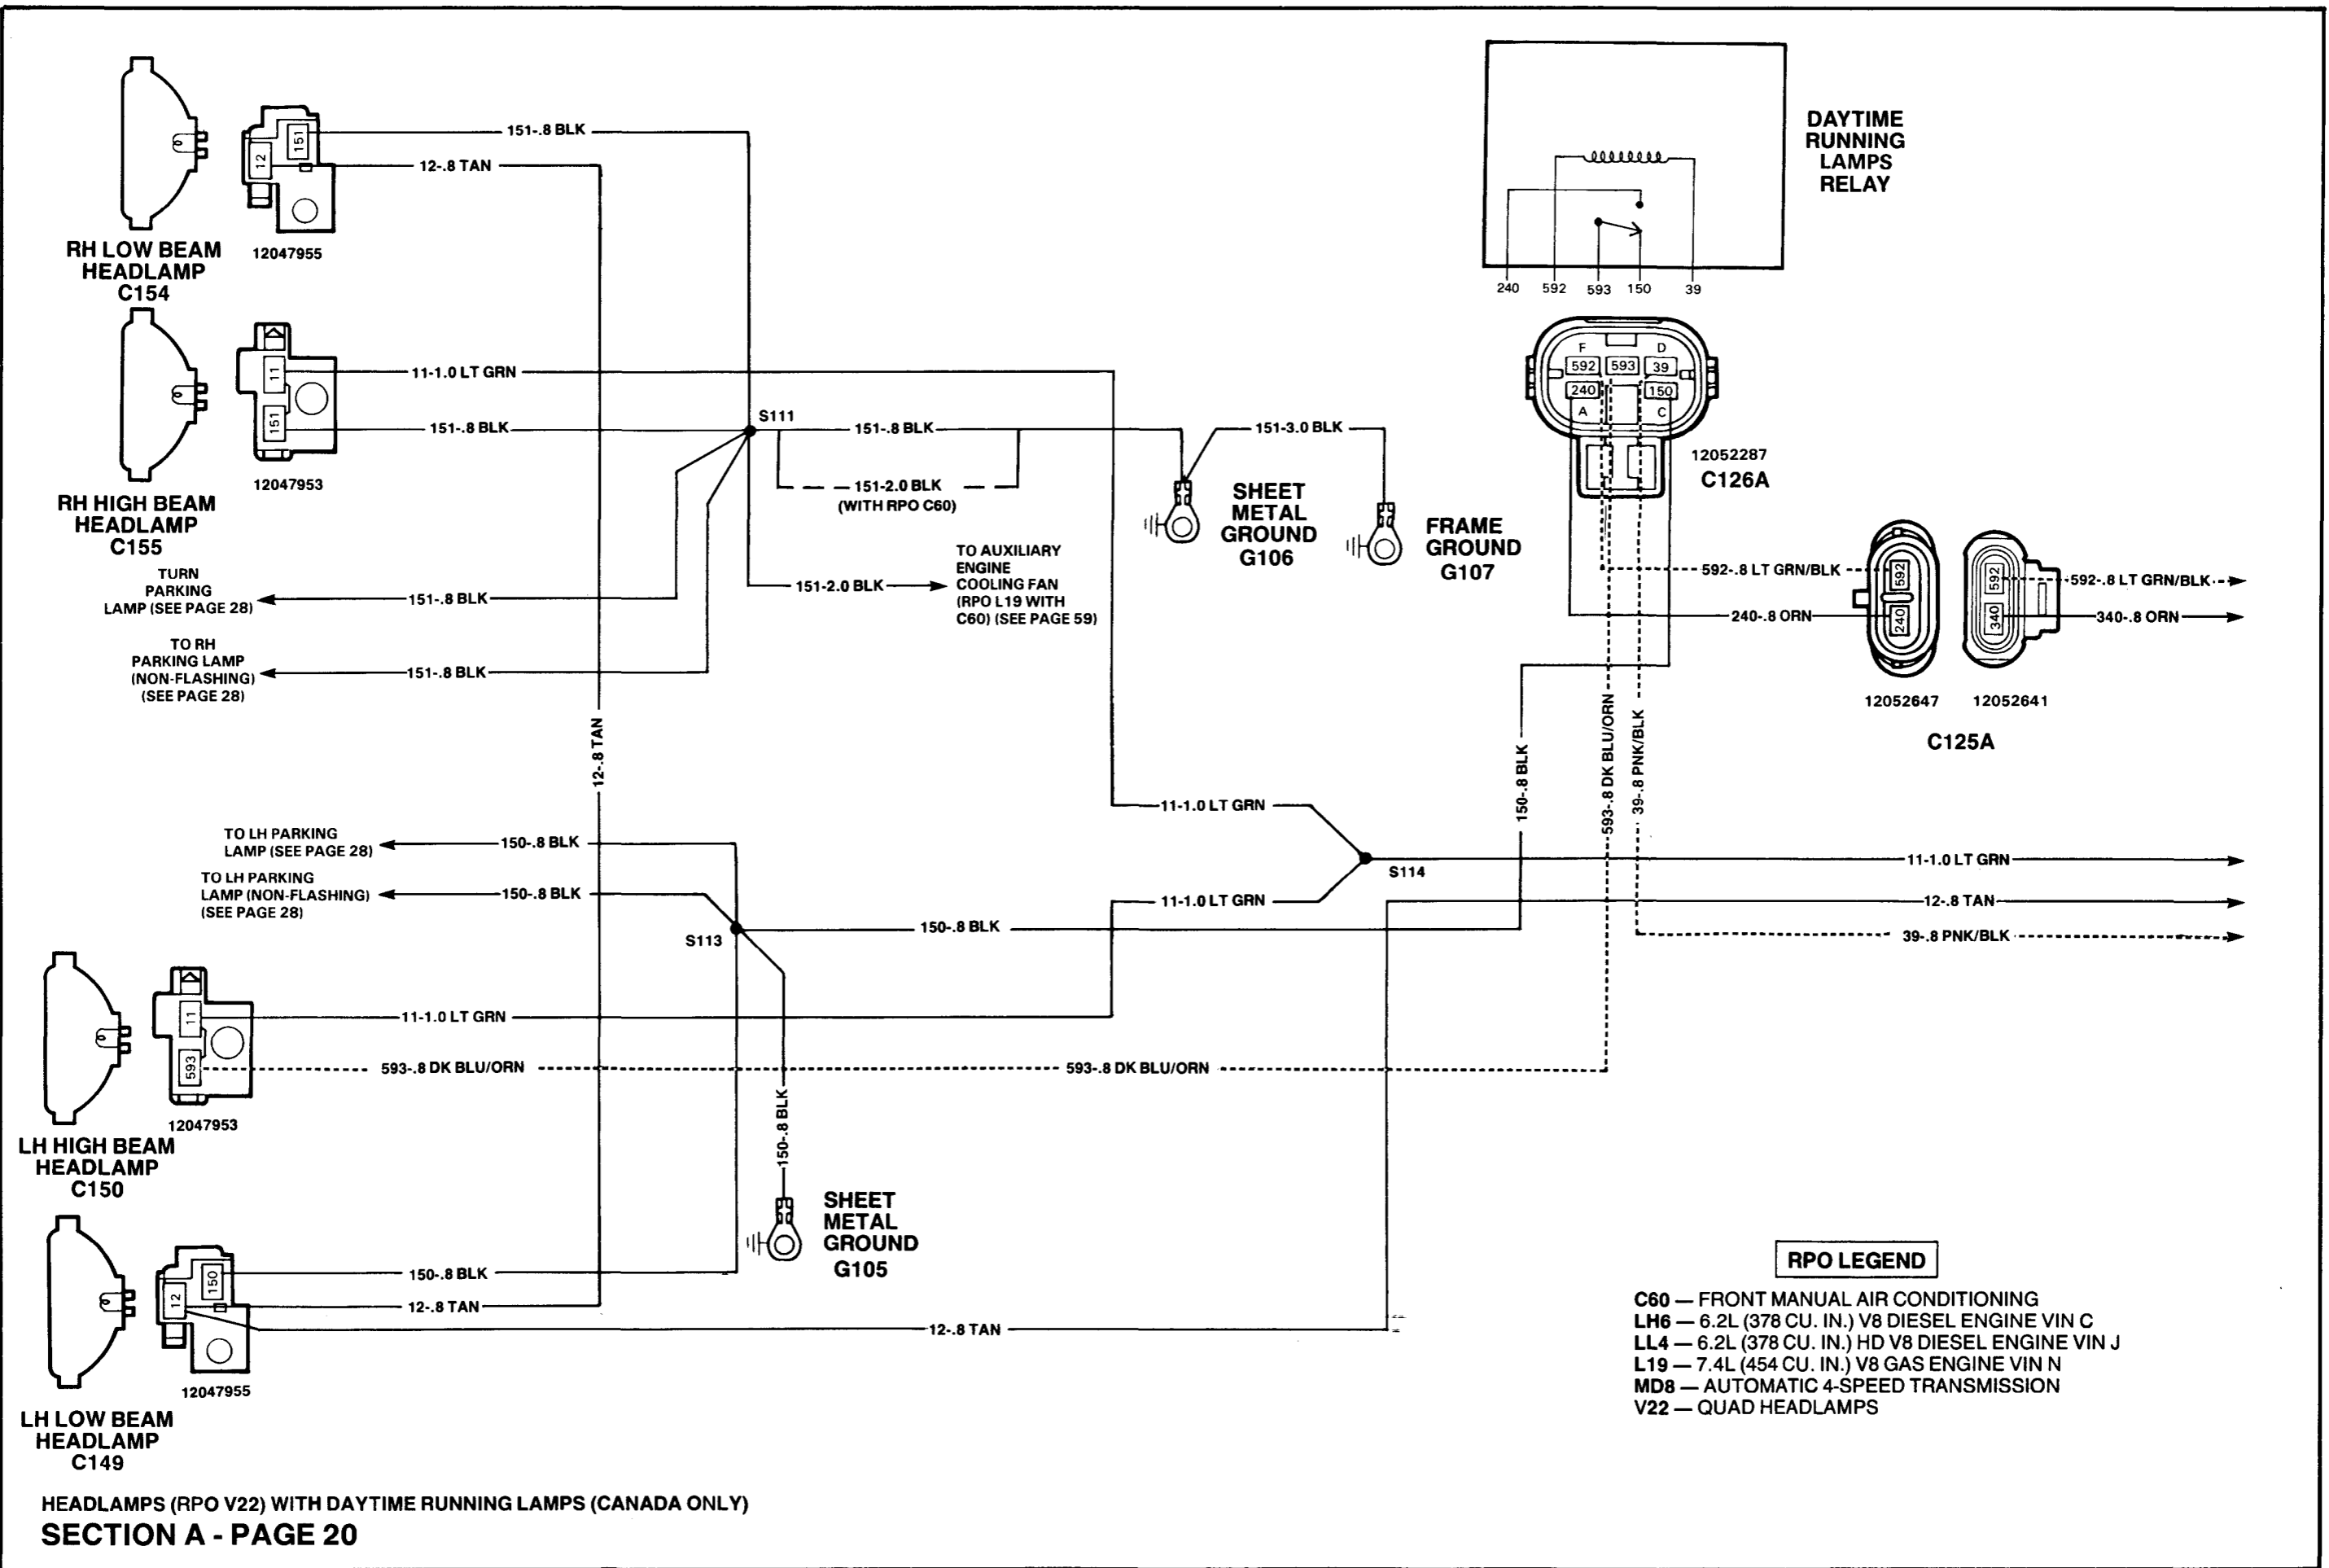 151-.8 BLK
12-.8 TAN
151
12
12047955
RH LOW BEAM
HEADLAMP
C154
DAYTIME
RUNNING
LAMPS
RELAY
240
592
593
150
39
11-1.0 LT GRN
151-.8 BLK
11
151
12047953
RH HIGH BEAM
HEADLAMP
C155
S111
151-.8 BLK
151-2.0 BLK
(WITH RPO C60)
151-3.0 BLK
SHEET
METAL
GROUND
G106
FRAME
GROUND
G107
F
D
592
593
39
240
150
A
C
12052287
C126A
TURN
PARKING
LAMP (SEE PAGE 28)
151-.8 BLK
151-2.0 BLK
TO AUXILIARY
ENGINE
COOLING FAN
(RPO L19 WITH
C60) (SEE PAGE 59)
TO RH
PARKING LAMP
(NON-FLASHING)
(SEE PAGE 28)
151-.8 BLK
592-.8 LT GRN/BLK
240-.8 ORN
592
240
592
340
592-.8 LT GRN/BLK
340-.8 ORN
12052647
12052641
C125A
12-.8 TAN
150-.8 BLK
593-.8 DK BLU/ORN
39-.8 PNK/BLK
11-1.0 LT GRN
TO LH PARKING
LAMP (SEE PAGE 28)
150-.8 BLK
TO LH PARKING
LAMP (NON-FLASHING)
(SEE PAGE 28)
150-.8 BLK
S114
11-1.0 LT GRN
11-1.0 LT GRN
12-.8 TAN
39-.8 PNK/BLK
S113
150-.8 BLK
11
593
11-1.0 LT GRN
593-.8 DK BLU/ORN
593-.8 DK BLU/ORN
12047953
LH HIGH BEAM
HEADLAMP
C150
150-.8 BLK
SHEET
METAL
GROUND
G105
150
12
150-.8 BLK
12-.8 TAN
12-.8 TAN
12047955
LH LOW BEAM
HEADLAMP
C149
RPO LEGEND
C60 — FRONT MANUAL AIR CONDITIONING
LH6 — 6.2L (378 CU. IN.) V8 DIESEL ENGINE VIN C
LL4 — 6.2L (378 CU. IN.) HD V8 DIESEL ENGINE VIN J
L19 — 7.4L (454 CU. IN.) V8 GAS ENGINE VIN N
MD8 — AUTOMATIC 4-SPEED TRANSMISSION
V22 — QUAD HEADLAMPS
HEADLAMPS (RPO V22) WITH DAYTIME RUNNING LAMPS (CANADA ONLY)
SECTION A - PAGE 20